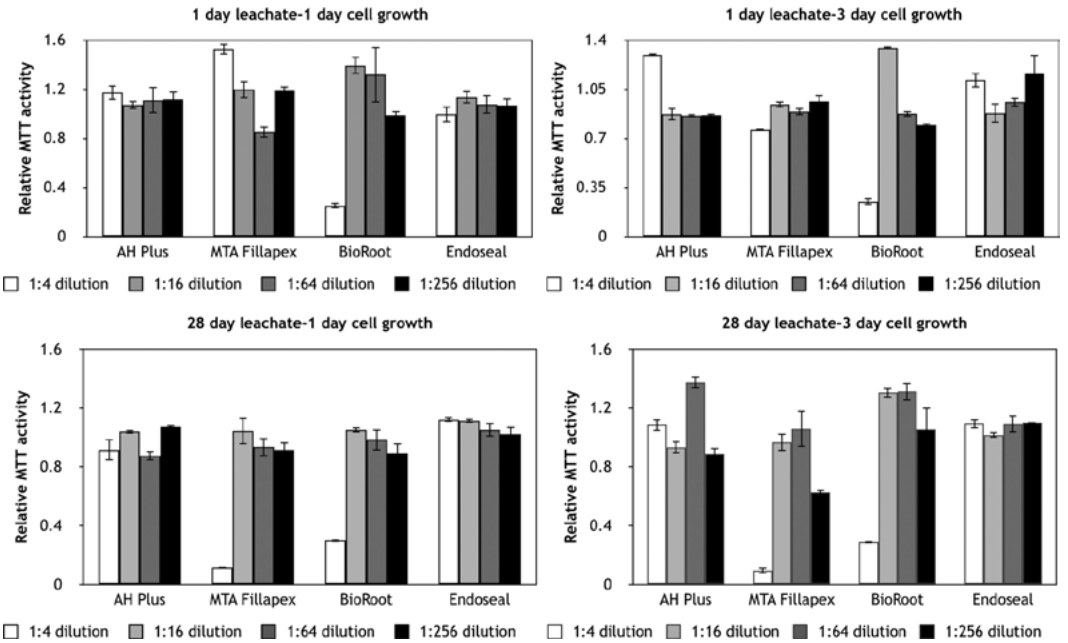 1 day leachate-1 day cell growth
Relative MTT activity
1.6
1.2
0.8
0.4
0
AH Plus MTA Fillapex BioRoot Endoseal
1:4 dilution 1:16 dilution 1:64 dilution 1:256 dilution
1 day leachate-3 day cell growth
Relative MTT activity
1.4
1.05
0.7
0.35
0
AH Plus MTA Fillapex BioRoot Endoseal
1:4 dilution 1:16 dilution 1:64 dilution 1:256 dilution
28 day leachate-1 day cell growth
Relative MTT activity
1.6
1.2
0.8
0.4
0
AH Plus MTA Fillapex BioRoot Endoseal
1:4 dilution 1:16 dilution 1:64 dilution 1:256 dilution
28 day leachate-3 day cell growth
Relative MTT activity
1.6
1.2
0.8
0.4
0
AH Plus MTA Fillapex BioRoot Endoseal
1:4 dilution 1:16 dilution 1:64 dilution 1:256 dilution